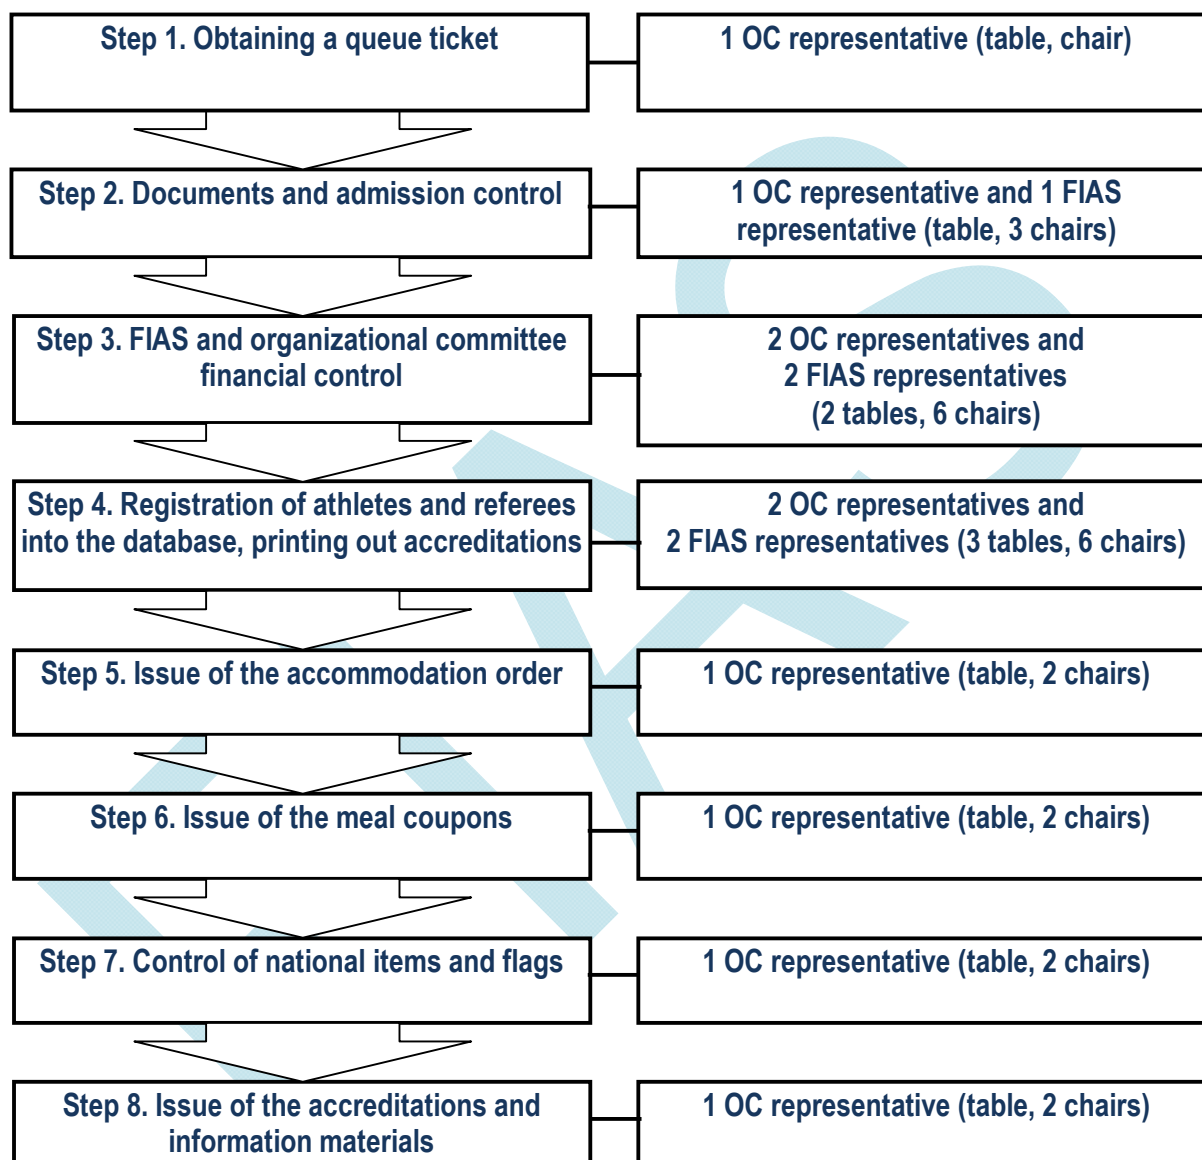 Step 1. Obtaining a queue ticket
1 OC representative (table, chair)
Step 2. Documents and admission control
1 OC representative and 1 FIAS
representative (table, 3 chairs)
Step 3. FIAS and organizational committee
financial control
2 OC representatives and
2 FIAS representatives
(2 tables, 6 chairs)
Step 4. Registration of athletes and referees
into the database, printing out accreditations
2 OC representatives and
2 FIAS representatives (3 tables, 6 chairs)
Step 5. Issue of the accommodation order
1 OC representative (table, 2 chairs)
Step 6. Issue of the meal coupons
1 OC representative (table, 2 chairs)
Step 7. Control of national items and flags
1 OC representative (table, 2 chairs)
Step 8. Issue of the accreditations and
information materials
1 OC representative (table, 2 chairs)
FIAS